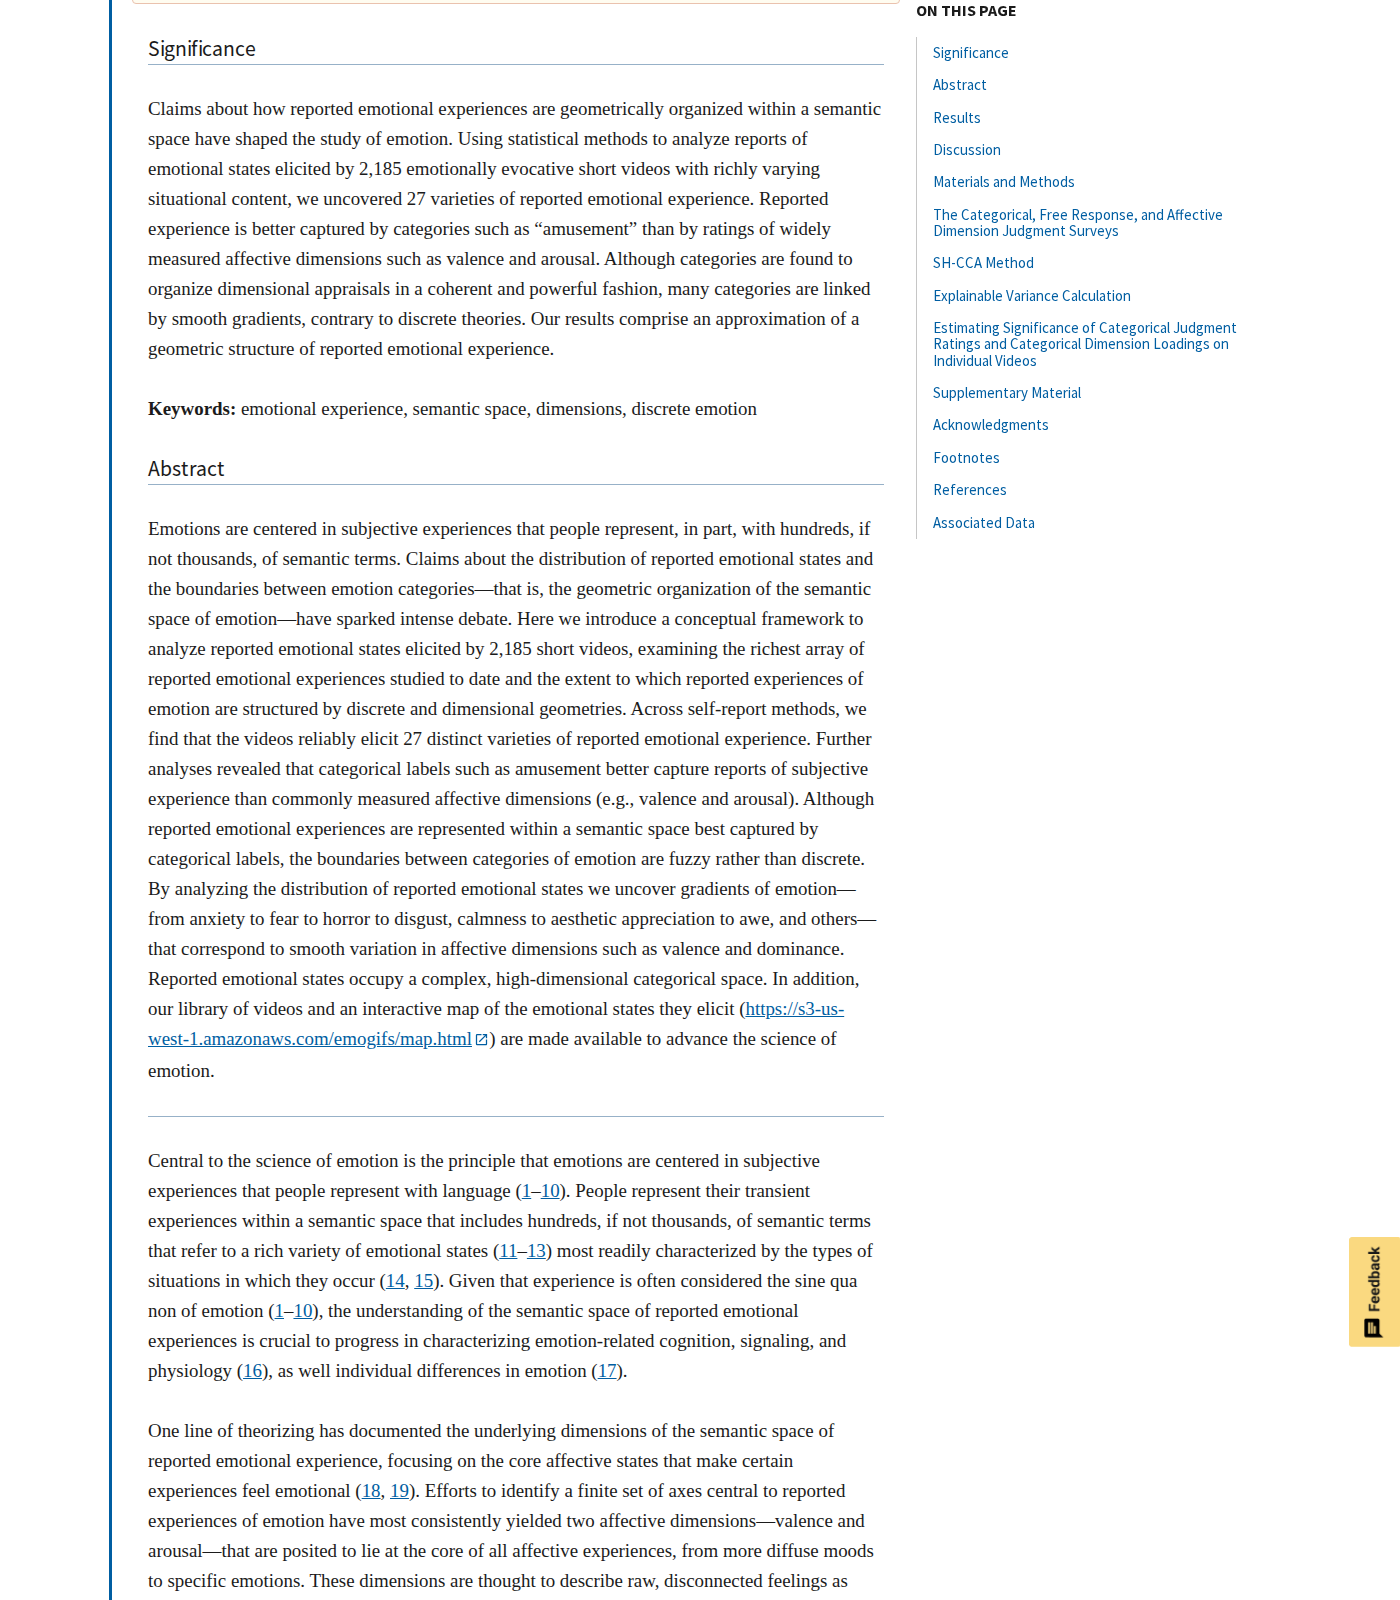 Significance
Claims about how reported emotional experiences are geometrically organized within a semantic
space have shaped the study of emotion. Using statistical methods to analyze reports of
emotional states elicited by 2,185 emotionally evocative short videos with richly varying
situational content, we uncovered 27 varieties of reported emotional experience. Reported
experience is better captured by categories such as “amusement” than by ratings of widely
measured affective dimensions such as valence and arousal. Although categories are found to
organize dimensional appraisals in a coherent and powerful fashion, many categories are linked
by smooth gradients, contrary to discrete theories. Our results comprise an approximation of a
geometric structure of reported emotional experience.
Keywords: emotional experience, semantic space, dimensions, discrete emotion
Abstract
Emotions are centered in subjective experiences that people represent, in part, with hundreds, if
not thousands, of semantic terms. Claims about the distribution of reported emotional states and
the boundaries between emotion categories—that is, the geometric organization of the semantic
space of emotion—have sparked intense debate. Here we introduce a conceptual framework to
analyze reported emotional states elicited by 2,185 short videos, examining the richest array of
reported emotional experiences studied to date and the extent to which reported experiences of
emotion are structured by discrete and dimensional geometries. Across self-report methods, we
find that the videos reliably elicit 27 distinct varieties of reported emotional experience. Further
analyses revealed that categorical labels such as amusement better capture reports of subjective
experience than commonly measured affective dimensions (e.g., valence and arousal). Although
reported emotional experiences are represented within a semantic space best captured by
categorical labels, the boundaries between categories of emotion are fuzzy rather than discrete.
By analyzing the distribution of reported emotional states we uncover gradients of emotion—
from anxiety to fear to horror to disgust, calmness to aesthetic appreciation to awe, and others—
that correspond to smooth variation in affective dimensions such as valence and dominance.
Reported emotional states occupy a complex, high-dimensional categorical space. In addition,
our library of videos and an interactive map of the emotional states they elicit (https://s3-us-
west-1.amazonaws.com/emogifs/map.html) are made available to advance the science of
emotion.
Central to the science of emotion is the principle that emotions are centered in subjective
experiences that people represent with language (1–10). People represent their transient
experiences within a semantic space that includes hundreds, if not thousands, of semantic terms
that refer to a rich variety of emotional states (11–13) most readily characterized by the types of
situations in which they occur (14, 15). Given that experience is often considered the sine qua
non of emotion (1–10), the understanding of the semantic space of reported emotional
experiences is crucial to progress in characterizing emotion-related cognition, signaling, and
physiology (16), as well individual differences in emotion (17).
One line of theorizing has documented the underlying dimensions of the semantic space of
reported emotional experience, focusing on the core affective states that make certain
experiences feel emotional (18, 19). Efforts to identify a finite set of axes central to reported
experiences of emotion have most consistently yielded two affective dimensions—valence and
arousal—that are posited to lie at the core of all affective experiences, from more diffuse moods
to specific emotions. These dimensions are thought to describe raw, disconnected feelings as
ON THIS PAGE
Significance
Abstract
Results
Discussion
Materials and Methods
The Categorical, Free Response, and Affective
Dimension Judgment Surveys
SH-CCA Method
Explainable Variance Calculation
Estimating Significance of Categorical Judgment
Ratings and Categorical Dimension Loadings on
Individual Videos
Supplementary Material
Acknowledgments
Footnotes
References
Associated Data
Feedback